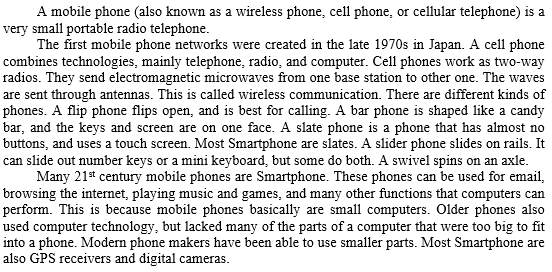 A mobile phone (also known as a wireless phone, cell phone, or cellular telephone) is a
very small portable radio telephone.
The first mobile phone networks were created in the late 1970s in Japan. A cell phone
combines technologies, mainly telephone, radio, and computer. Cell phones work as two-way
radios. They send electromagnetic microwaves from one base station to other one. The waves
are sent through antennas. This is called wireless communication. There are different kinds of
phones. A flip phone flips open, and is best for calling. A bar phone is shaped like a candy
bar, and the keys and screen are on one face. A slate phone is a phone that has almost no
buttons, and uses a touch screen. Most Smartphone are slates. A slider phone slides on rails. It
can slide out number keys or a mini keyboard, but some do both. A swivel spins on an axle.
Many 21st century mobile phones are Smartphone. These phones can be used for email,
browsing the internet, playing music and games, and many other functions that computers can
perform. This is because mobile phones basically are small computers. Older phones also
used computer technology, but lacked many of the parts of a computer that were too big to fit
into a phone. Modern phone makers have been able to use smaller parts. Most Smartphone are
also GPS receivers and digital cameras.